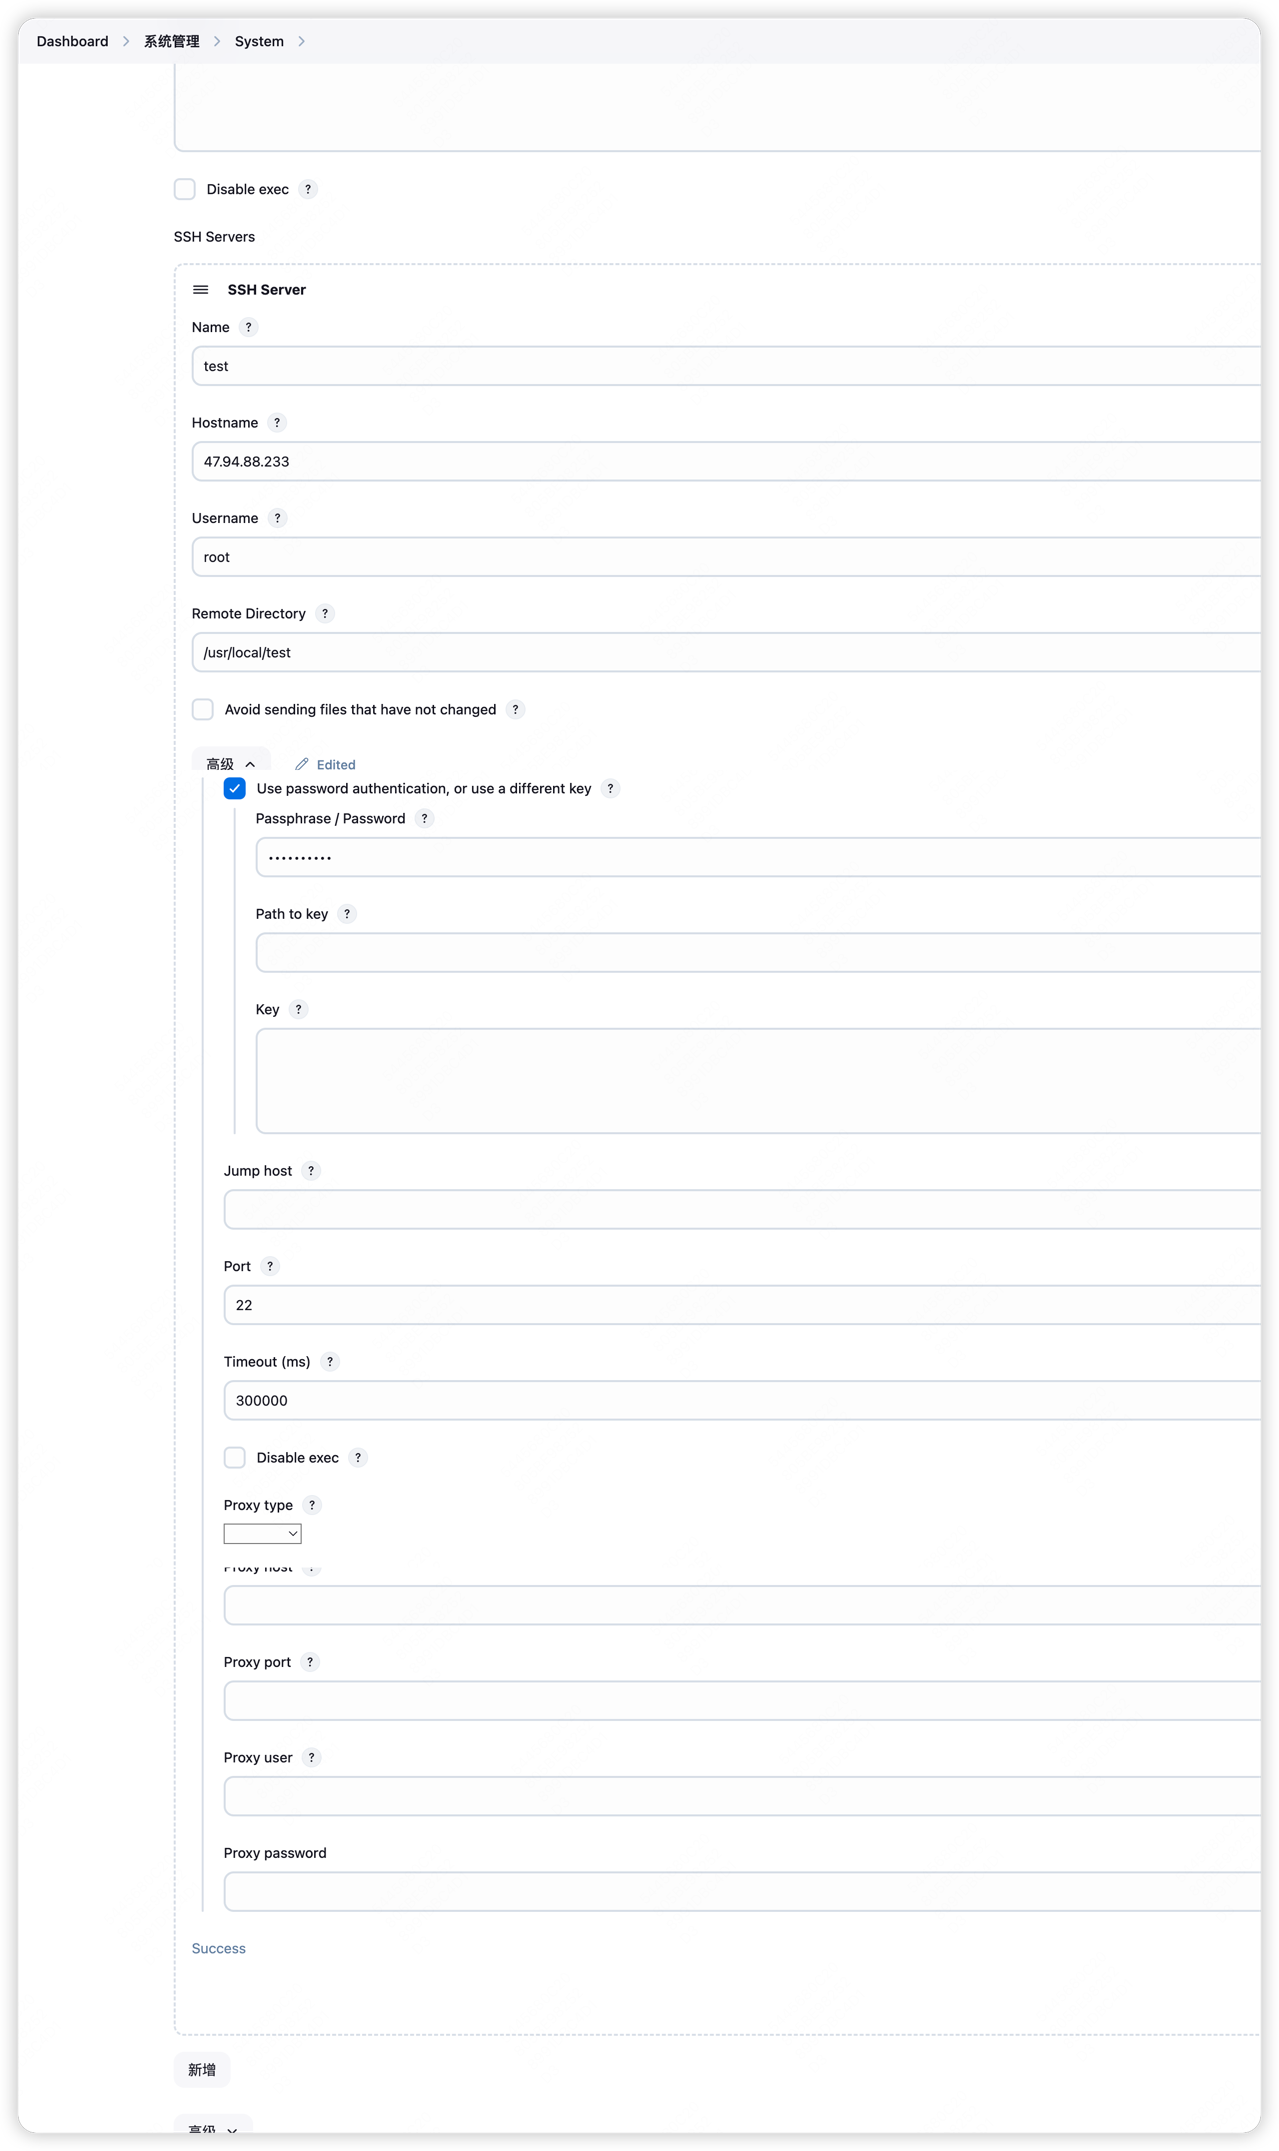 Dashboard > 系统管理 > System >
Disable exec ?
SSH Servers
SSH Server
Name ?
test
Hostname ?
47.94.88.233
Username ?
root
Remote Directory ?
/usr/local/test
Avoid sending files that have not changed ?
高级 Edited
Use password authentication, or use a different key ?
Passphrase / Password ?
••••••••••
Path to key ?
Key ?
Jump host ?
Port ?
22
Timeout (ms) ?
300000
Disable exec ?
Proxy type ?
Proxy host ?
Proxy port ?
Proxy user ?
Proxy password
Success
新增
高级